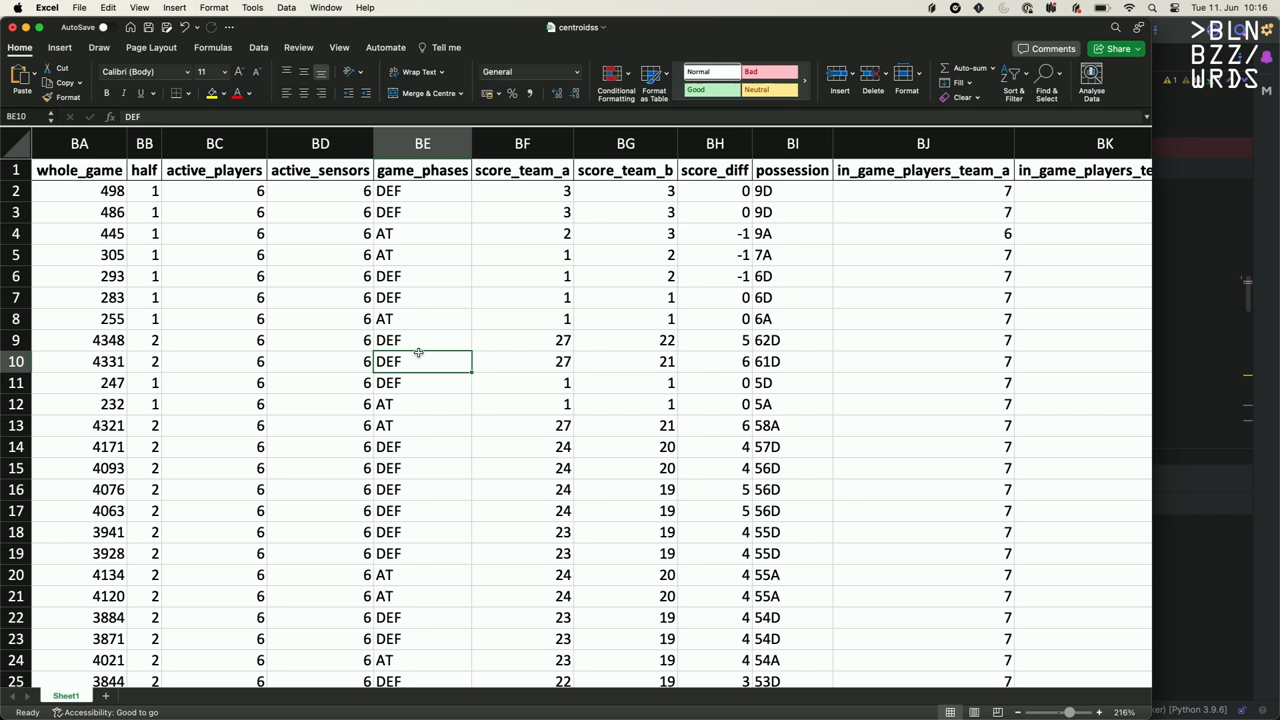 Excel File Edit View Insert Format Tools Data Window Help Tue 11. Jun 10:16
AutoSave centroidss
>BLN
BZZ/
WRDS
Home Insert Draw Page Layout Formulas Data Review View Automate Tell me Comments Share
Paste Cut Copy Format Calibri (Body) 11 Wrap Text Merge & Centre General Conditional Formatting Format as Table Normal Bad Good Neutral Insert Delete Format Auto-sum Fill Clear Sort & Filter Find & Select Analyse Data
BE10 fx DEF
BA BB BC BD BE BF BG BH BI BJ BK
1 whole_game half active_players active_sensors game_phases score_team_a score_team_b score_diff possession in_game_players_team_a in_game_players_te
2 498 1 6 6 DEF 3 3 0 9D 7
3 486 1 6 6 DEF 3 3 0 9D 7
4 445 1 6 6 AT 2 3 -1 9A 6
5 305 1 6 6 AT 1 2 -1 7A 7
6 293 1 6 6 DEF 1 2 -1 6D 7
7 283 1 6 6 DEF 1 1 0 6D 7
8 255 1 6 6 AT 1 1 0 6A 7
9 4348 2 6 6 DEF 27 22 5 62D 7
10 4331 2 6 6 DEF 27 21 6 61D 7
11 247 1 6 6 DEF 1 1 0 5D 7
12 232 1 6 6 AT 1 1 0 5A 7
13 4321 2 6 6 AT 27 21 6 58A 7
14 4171 2 6 6 DEF 24 20 4 57D 7
15 4093 2 6 6 DEF 24 20 4 56D 7
16 4076 2 6 6 DEF 24 19 5 56D 7
17 4063 2 6 6 DEF 24 19 5 56D 7
18 3941 2 6 6 DEF 23 19 4 55D 7
19 3928 2 6 6 DEF 23 19 4 55D 7
20 4134 2 6 6 AT 24 20 4 55A 7
21 4120 2 6 6 AT 24 20 4 55A 7
22 3884 2 6 6 DEF 23 19 4 54D 7
23 3871 2 6 6 DEF 23 19 4 54D 7
24 4021 2 6 6 AT 23 19 4 54A 7
25 3844 2 6 6 DEF 22 19 3 53D 7
Sheet1
Ready Accessibility: Good to go 216% [Python 3.9.6]